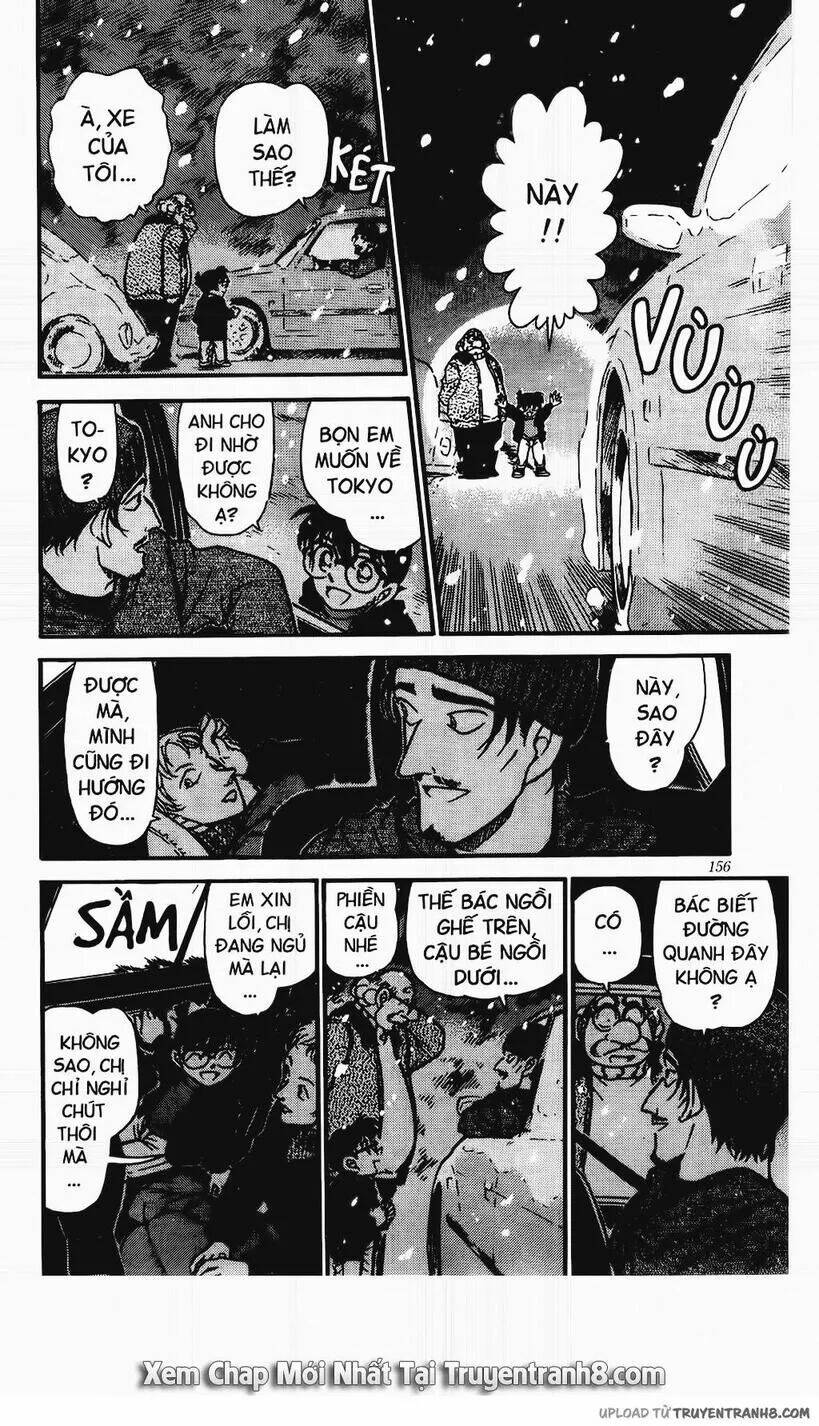 NÀY
!!
VÙ Ù Ù
KÉT
LÀM
SAO
THẾ?
À, XE
CỦA
TÔI...
BỌN EM
MUỐN VỀ
TOKYO
...
ANH CHO
ĐI NHỜ
ĐƯỢC
KHÔNG
Ạ?
TO-
KYO
?
NÀY,
SAO
ĐÂY
?
ĐƯỢC
MÀ,
MÌNH
CŨNG ĐI
HƯỚNG
ĐÓ...
156
BÁC BIẾT
ĐƯỜNG
QUANH ĐÂY
KHÔNG Ạ
?
CÓ
...
THẾ BÁC NGỒI
GHẾ TRÊN,
CẬU BÉ NGỒI
DƯỚI...
PHIỀN
CẬU
NHÉ
...
EM XIN
LỖI, CHỊ
ĐANG NGỦ
MÀ LẠI
...
SẦM
KHÔNG
SAO, CHỊ
CHỈ NGHỈ
CHÚT
THÔI
MÀ
...
Xem Chap Mới Nhất Tại Truyentranh8.com
UPLOAD TỪ TRUYENTRANH8.COM